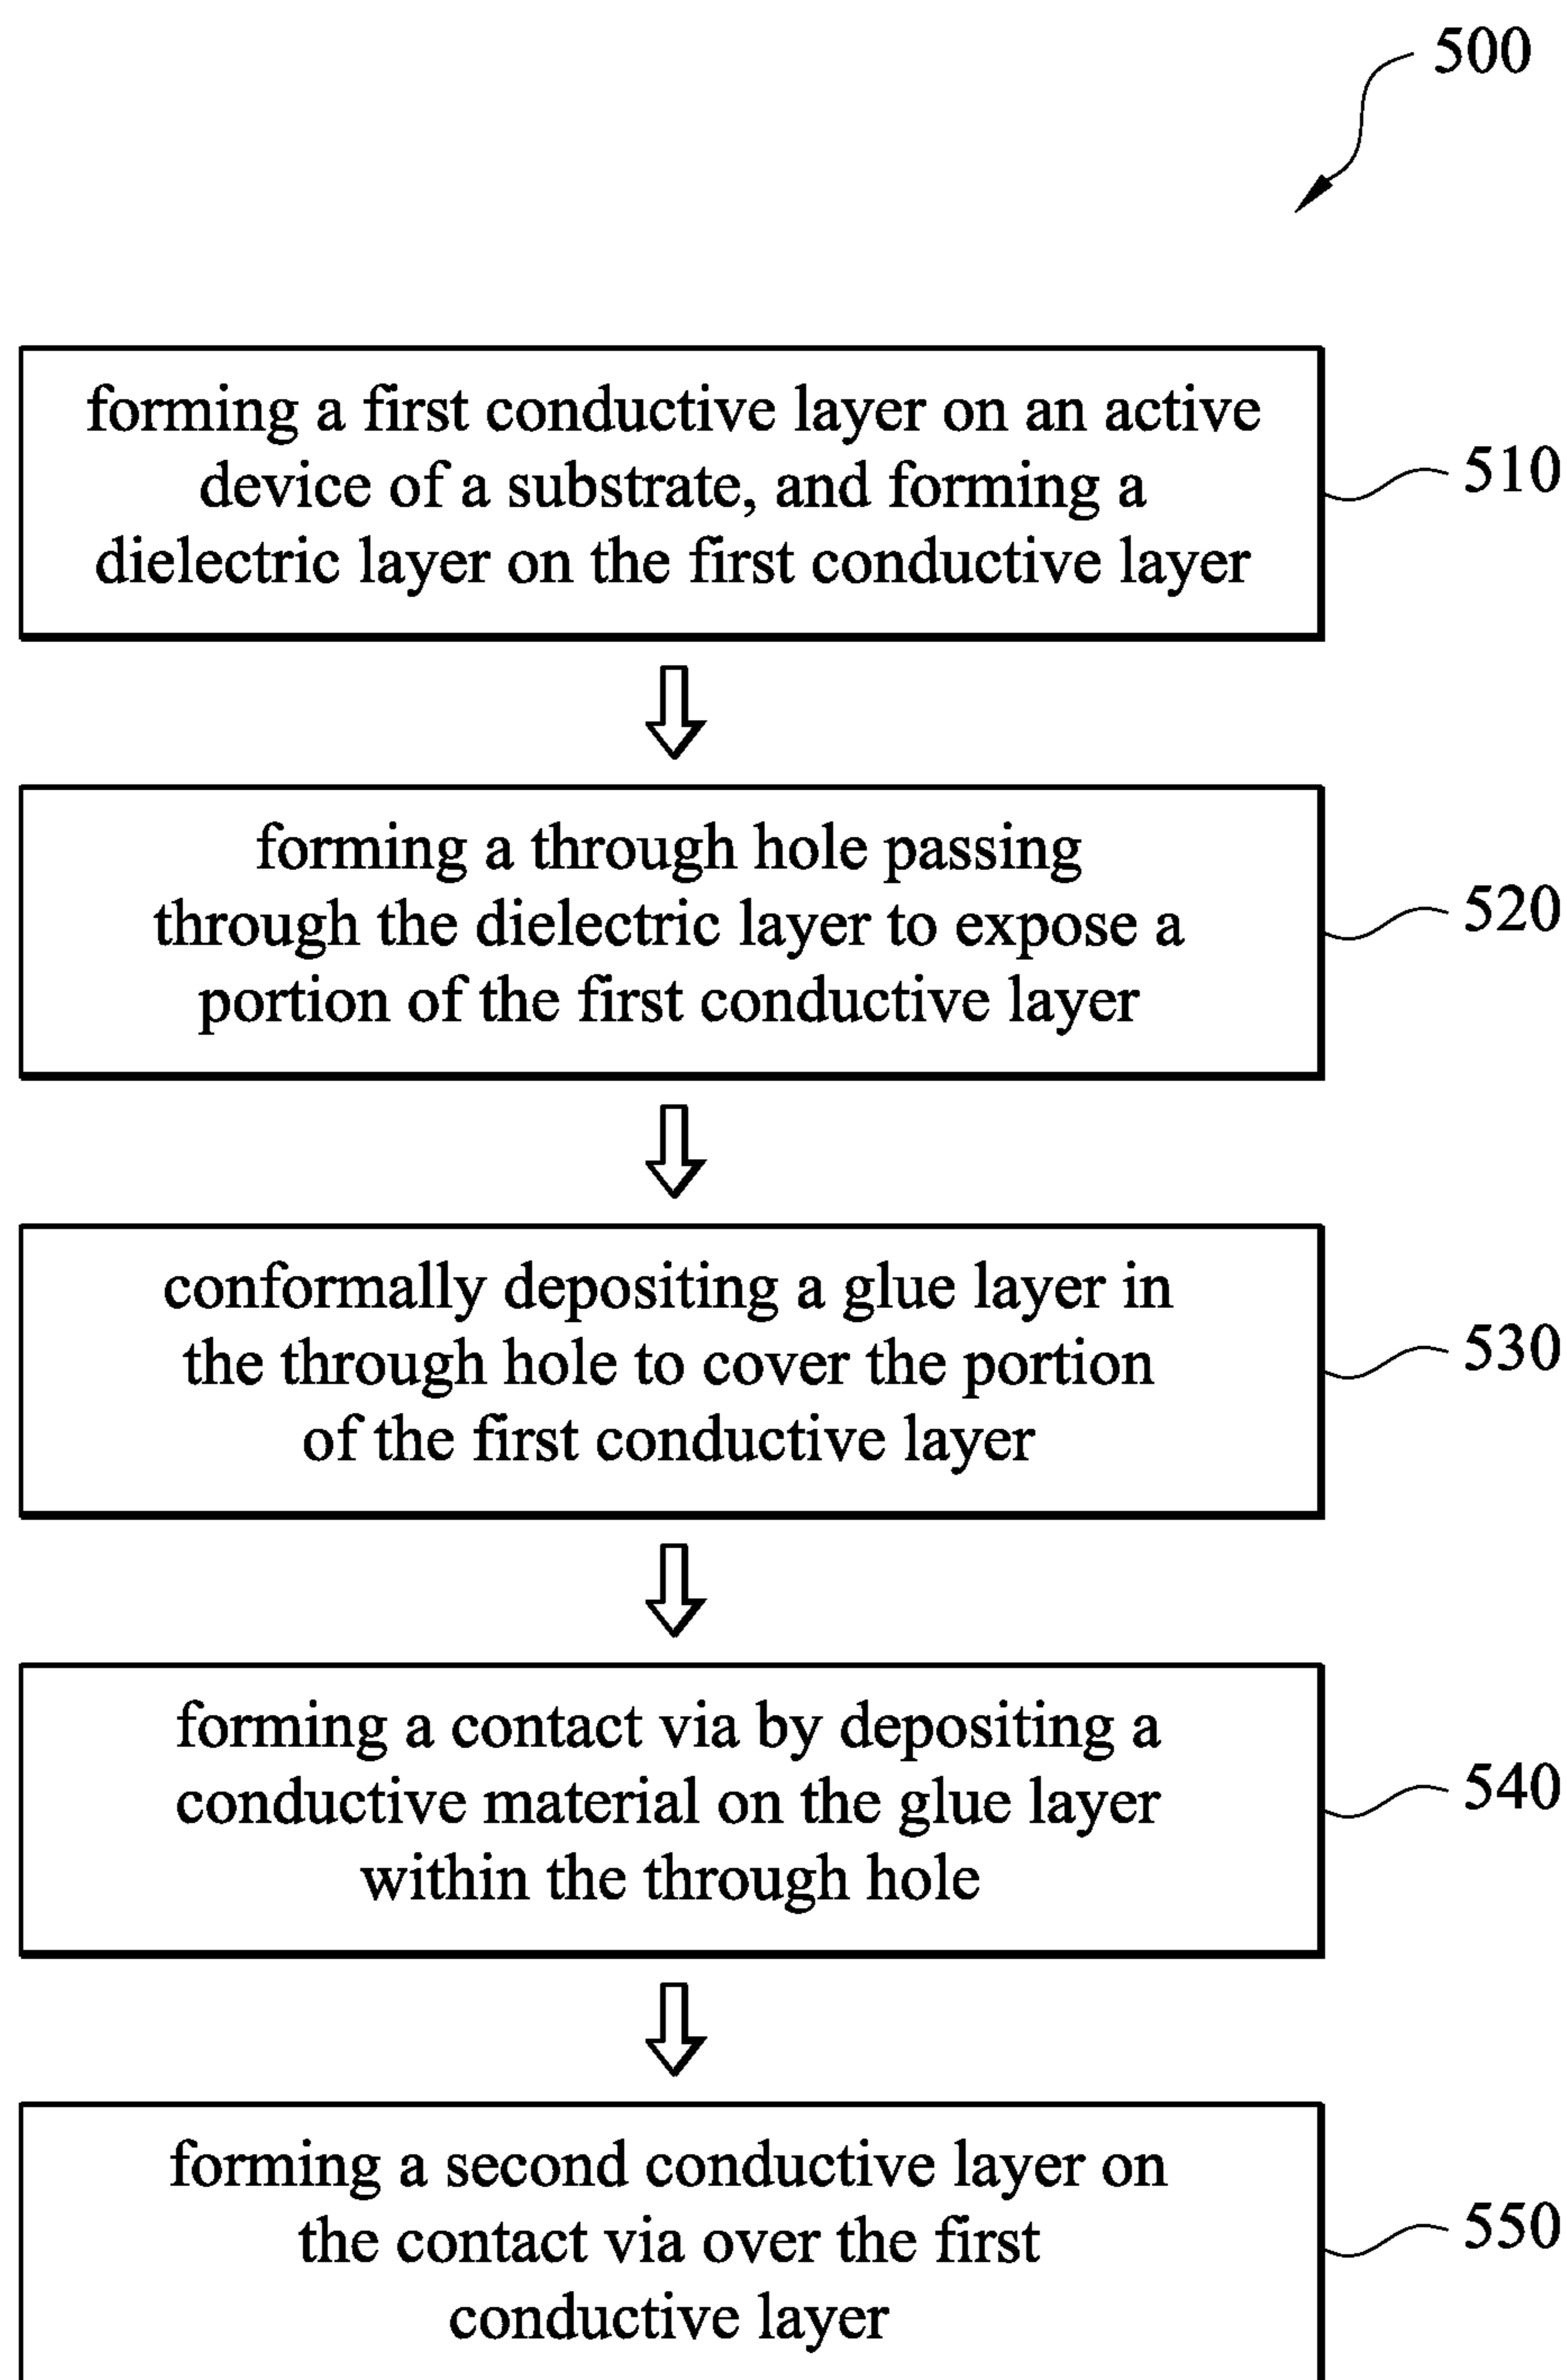 500
forming a first conductive layer on an active
device of a substrate, and forming a
dielectric layer on the first conductive layer
510
forming a through hole passing
through the dielectric layer to expose a
portion of the first conductive layer
520
conformally depositing a glue layer in
the through hole to cover the portion
of the first conductive layer
530
forming a contact via by depositing a
conductive material on the glue layer
within the through hole
540
forming a second conductive layer on
the contact via over the first
conductive layer
550